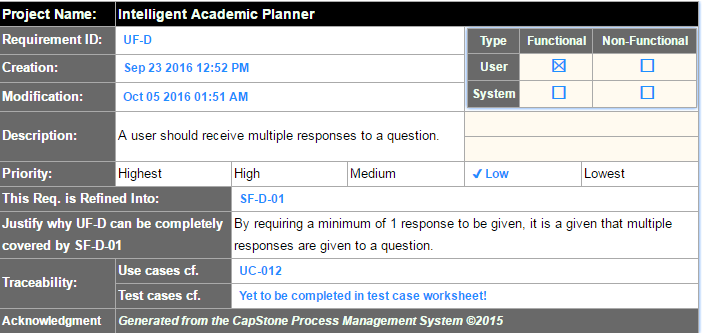 Project Name: Intelligent Academic Planner
Requirement ID: UF-D
Type Functional Non-Functional
Creation: Sep 23 2016 12:52 PM
User
Modification: Oct 05 2016 01:51 AM
System
Description: A user should receive multiple responses to a question.
Priority: Highest High Medium ✓ Low Lowest
This Req. is Refined Into: SF-D-01
Justify why UF-D can be completely
covered by SF-D-01
By requiring a minimum of 1 response to be given, it is a given that multiple
responses are given to a question.
Traceability:
Use cases cf. UC-012
Test cases cf. Yet to be completed in test case worksheet!
Acknowledgment Generated from the CapStone Process Management System ©2015